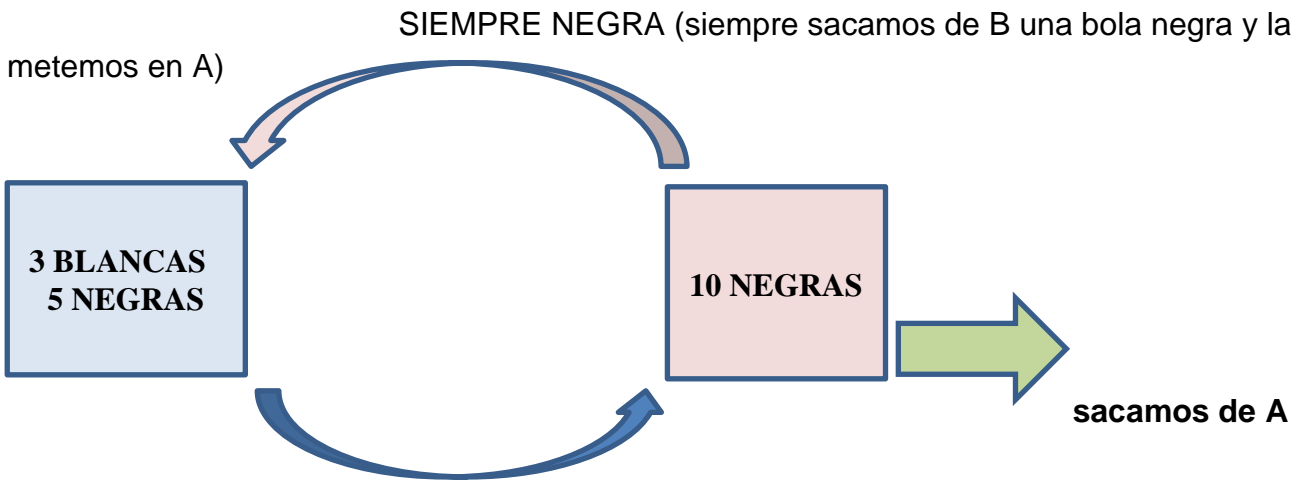 SIEMPRE NEGRA (siempre sacamos de B una bola negra y la
metemos en A)
3 BLANCAS
5 NEGRAS
10 NEGRAS
sacamos de A